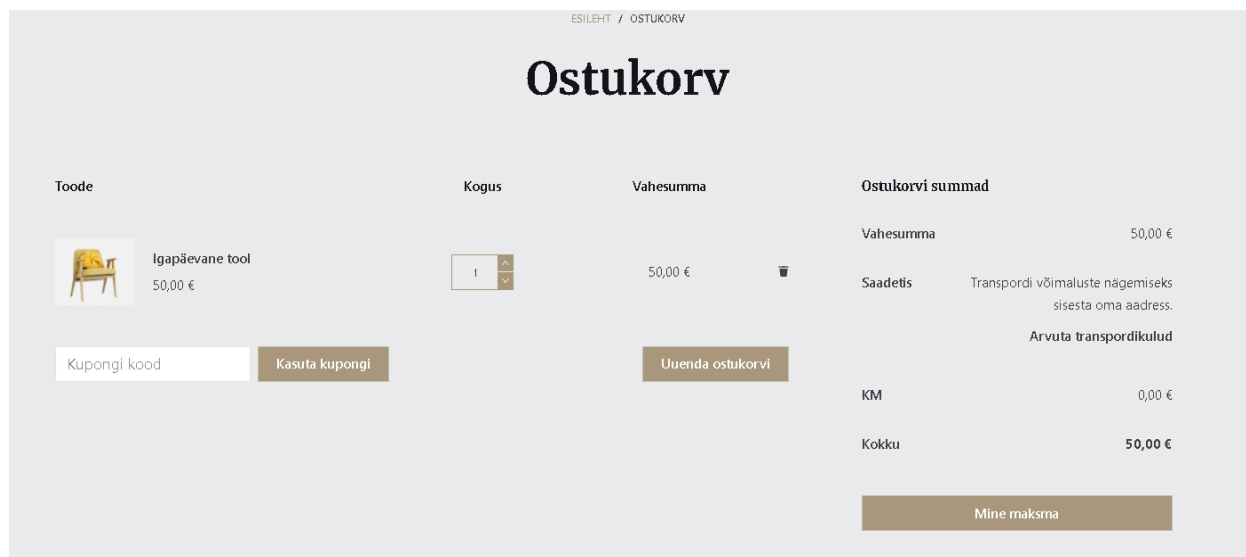 ESILEHT / OSTUKORV
Ostukorv
Toode Kogus Vahesumma
Igapäevane tool
50,00 €
1
50,00 €
Kupongi kood
Kasuta kupongi
Uuenda ostukorvi
Ostukorvi summad
Vahesumma 50,00 €
Saadetis Transpordi võimaluste nägemiseks
sisesta oma aadress.
Arvuta transpordikulud
KM 0,00 €
Kokku 50,00 €
Mine maksma